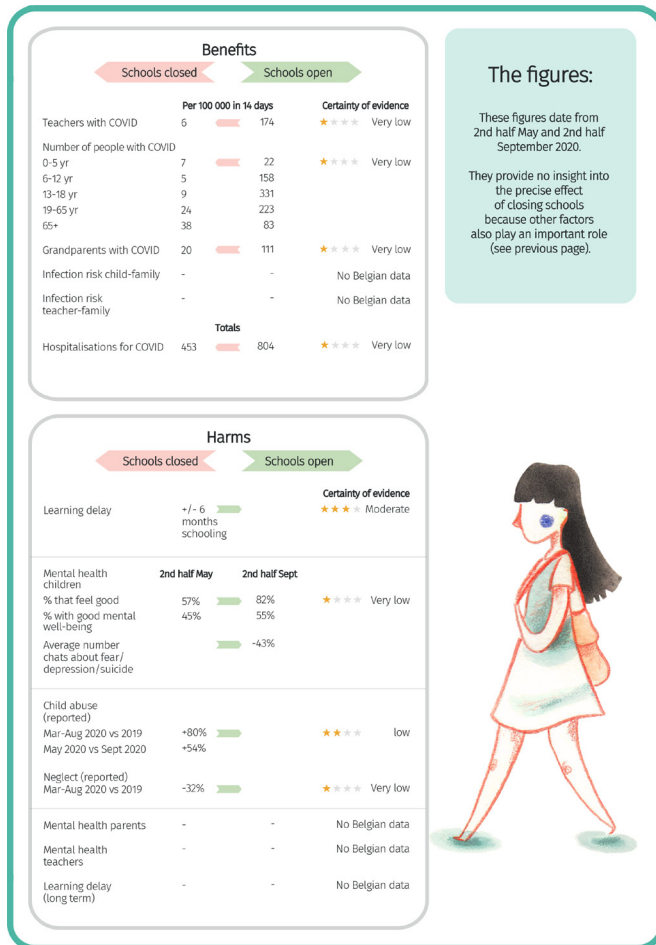 Benefits
Schools closed Schools open
Per 100 000 in 14 days Certainty of evidence
Teachers with COVID 6 174 Very low
Number of people with COVID
0-5 yr 7 22 Very low
6-12 yr 5 158
13-18 yr 9 331
19-65 yr 24 223
65+ 38 83
Grandparents with COVID 20 111 Very low
Infection risk child-family - - No Belgian data
Infection risk
teacher-family - - No Belgian data
Totals
Hospitalisations for COVID 453 804 Very low
The figures:
These figures date from
2nd half May and 2nd half
September 2020.
They provide no insight into
the precise effect
of closing schools
because other factors
also play an important role
(see previous page).
Harms
Schools closed Schools open
Certainty of evidence
Learning delay +/- 6 Moderate
months
schooling
Mental health 2nd half May 2nd half Sept
children
% that feel good 57% 82% Very low
% with good mental 45% 55%
well-being
Average number -43%
chats about fear/
depression/suicide
Child abuse
(reported)
Mar-Aug 2020 vs 2019 +80% low
May 2020 vs Sept 2020 +54%
Neglect (reported)
Mar-Aug 2020 vs 2019 -32% Very low
Mental health parents - - No Belgian data
Mental health - - No Belgian data
teachers
Learning delay - - No Belgian data
(long term)